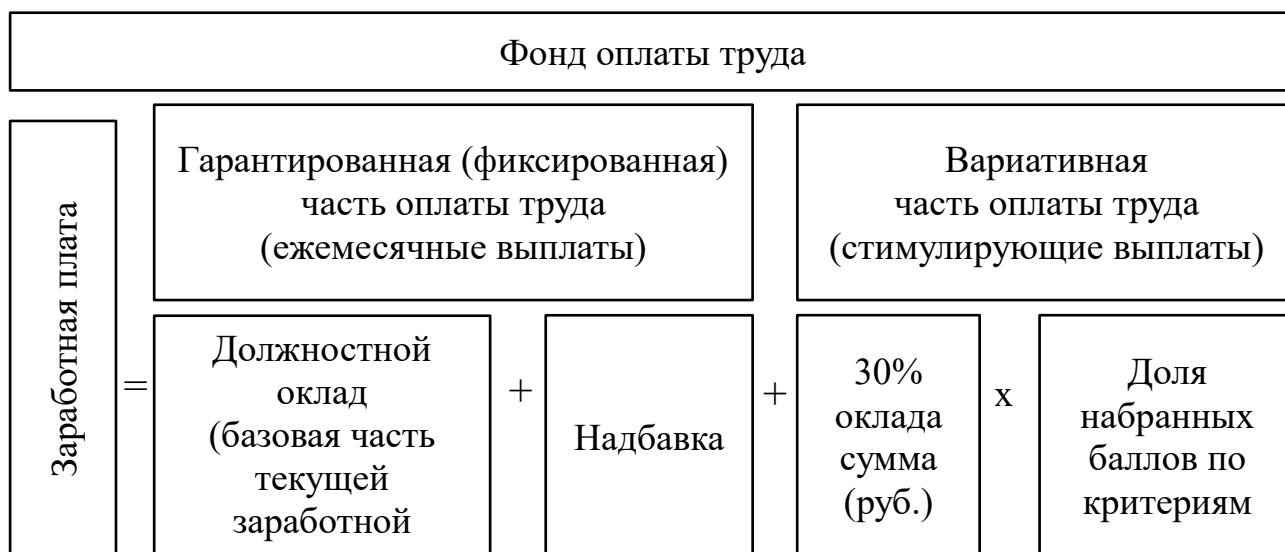 Фонд оплаты труда
Гарантированная (фиксированная)
часть оплаты труда
(ежемесячные выплаты)
Вариативная
часть оплаты труда
(стимулирующие выплаты)
Заработная плата
=
Должностной
оклад
(базовая часть
текущей
заработной
+
Надбавка
+
30%
оклада
сумма
(руб.)
х
Доля
набранных
баллов по
критериям